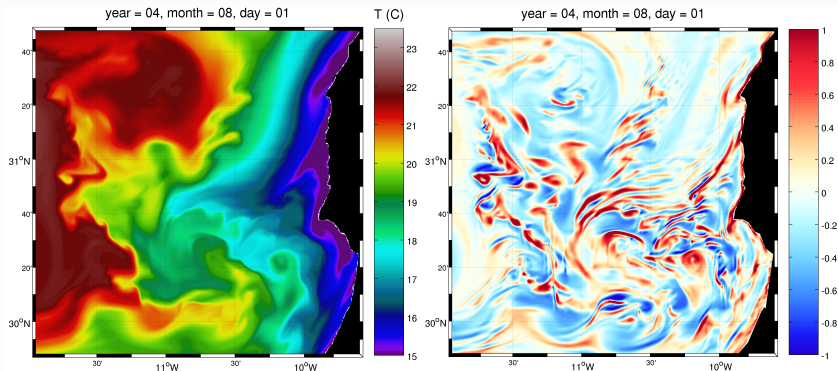 year = 04, month = 08, day = 01
T (C)
year = 04, month = 08, day = 01
40'
20'
31°N
40'
20'
30°N
30'
11°W
30'
10°W
23
22
21
20
19
18
17
16
15
40'
20'
31°N
40'
20'
30°N
30'
11°W
30'
10°W
1
0.8
0.6
0.4
0.2
0
-0.2
-0.4
-0.6
-0.8
-1